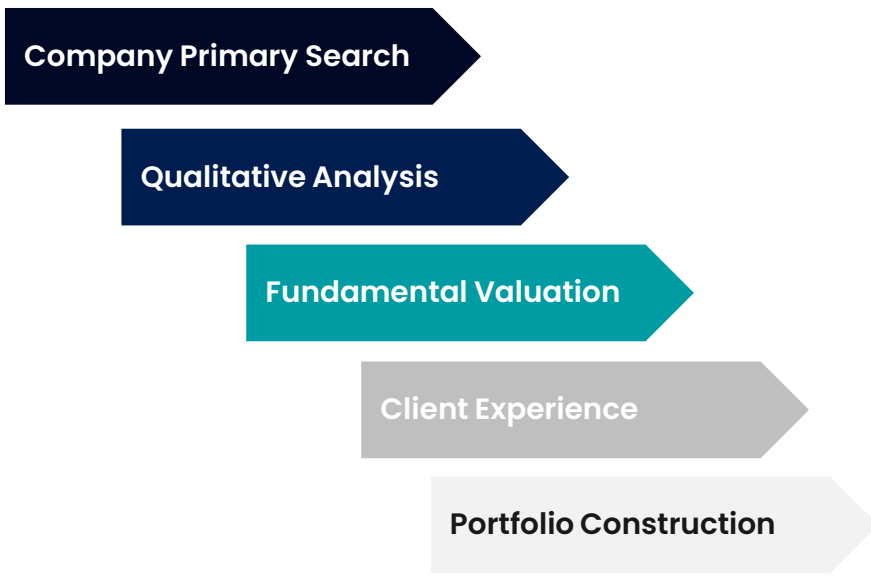 Company Primary Search
Qualitative Analysis
Fundamental Valuation
Client Experience
Portfolio Construction